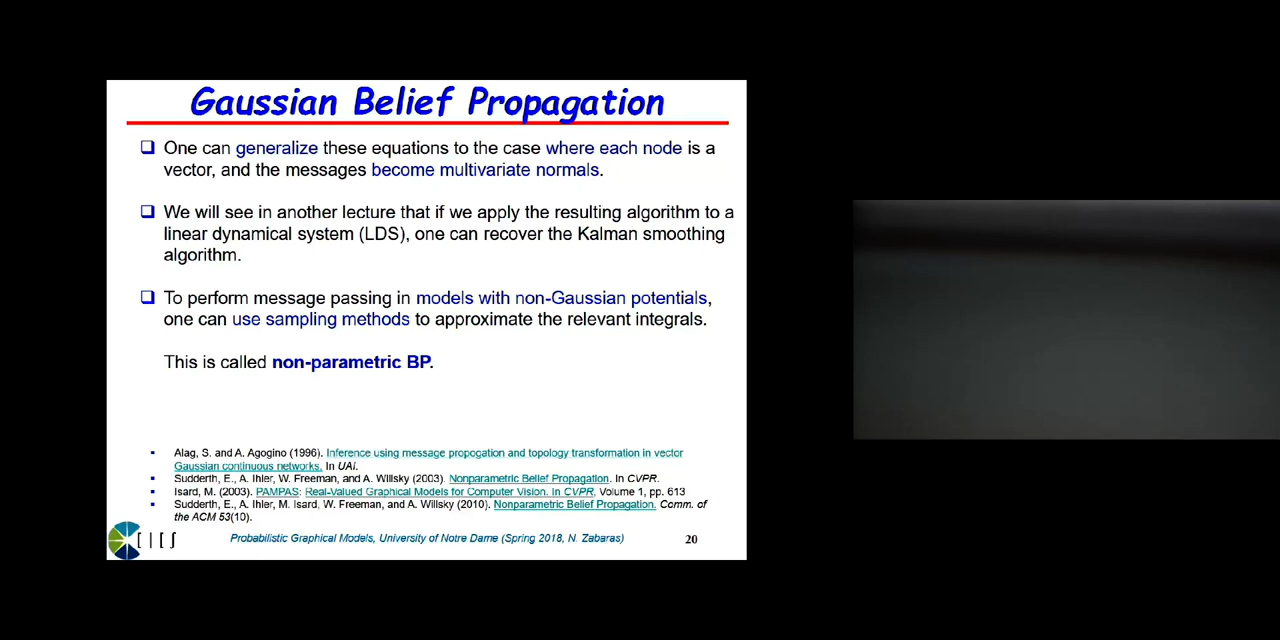 Gaussian Belief Propagation
❑ One can generalize these equations to the case where each node is a
vector, and the messages become multivariate normals.
❑ We will see in another lecture that if we apply the resulting algorithm to a
linear dynamical system (LDS), one can recover the Kalman smoothing
algorithm.
❑ To perform message passing in models with non-Gaussian potentials,
one can use sampling methods to approximate the relevant integrals.
This is called non-parametric BP.
▪ Alag, S. and A. Agogino (1996). Inference using message propogation and topology transformation in vector
Gaussian continuous networks. In UAI.
▪ Sudderth, E., A. Ihler, W. Freeman, and A. Willsky (2003). Nonparametric Belief Propagation. In CVPR.
▪ Isard, M. (2003). PAMPAS: Real-Valued Graphical Models for Computer Vision. In CVPR, Volume 1, pp. 613
▪ Sudderth, E., A. Ihler, M. Isard, W. Freeman, and A. Willsky (2010). Nonparametric Belief Propagation. Comm. of
the ACM 53(10).
Probabilistic Graphical Models, University of Notre Dame (Spring 2018, N. Zabaras)
20